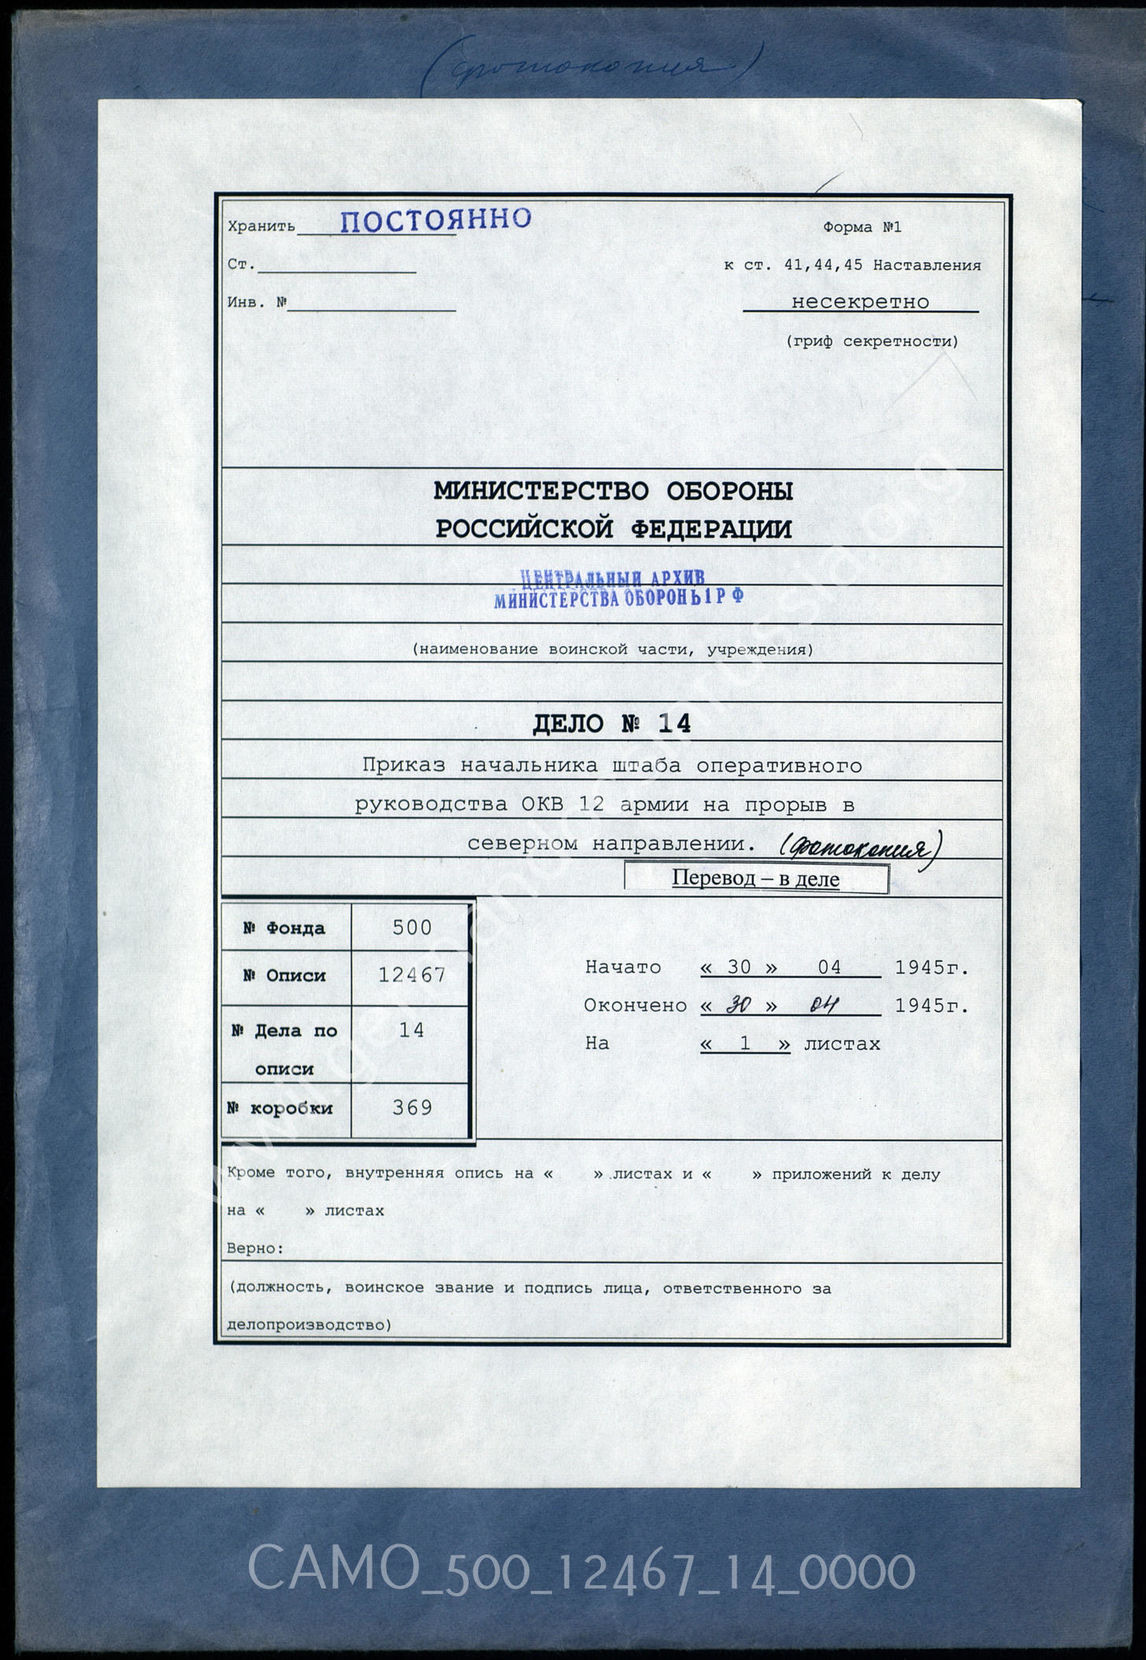 (фотокопия)
Хранить ПОСТОЯННО
Форма №1
Ст.
к ст. 41,44,45 Наставления
Инв. №
несекретно
(гриф секретности)
МИНИСТЕРСТВО ОБОРОНЫ
РОССИЙСКОЙ ФЕДЕРАЦИИ
ЦЕНТРАЛЬНЫЙ АРХИВ
МИНИСТЕРСТВА ОБОРОНЫ РФ
(наименование воинской части, учреждения)
ДЕЛО № 14
Приказ начальника штаба оперативного
руководства ОКВ 12 армии на прорыв в
северном направлении. (фотокопия)
Перевод – в деле
№ Фонда 500
№ Описи 12467
№ Дела по описи 14
№ коробки 369
Начато « 30 » 04 1945г.
Окончено « 30 » 04 1945г.
На « 1 » листах
Кроме того, внутренняя опись на « » листах и « » приложений к делу
на « » листах
Верно:
(должность, воинское звание и подпись лица, ответственного за
делопроизводство)
CAMO_500_12467_14_0000